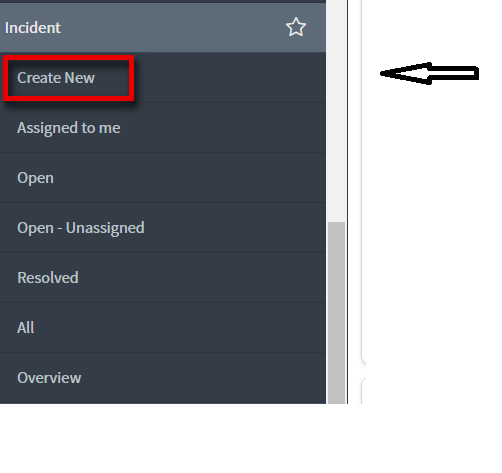 Incident
Create New
Assigned to me
Open
Open - Unassigned
Resolved
All
Overview